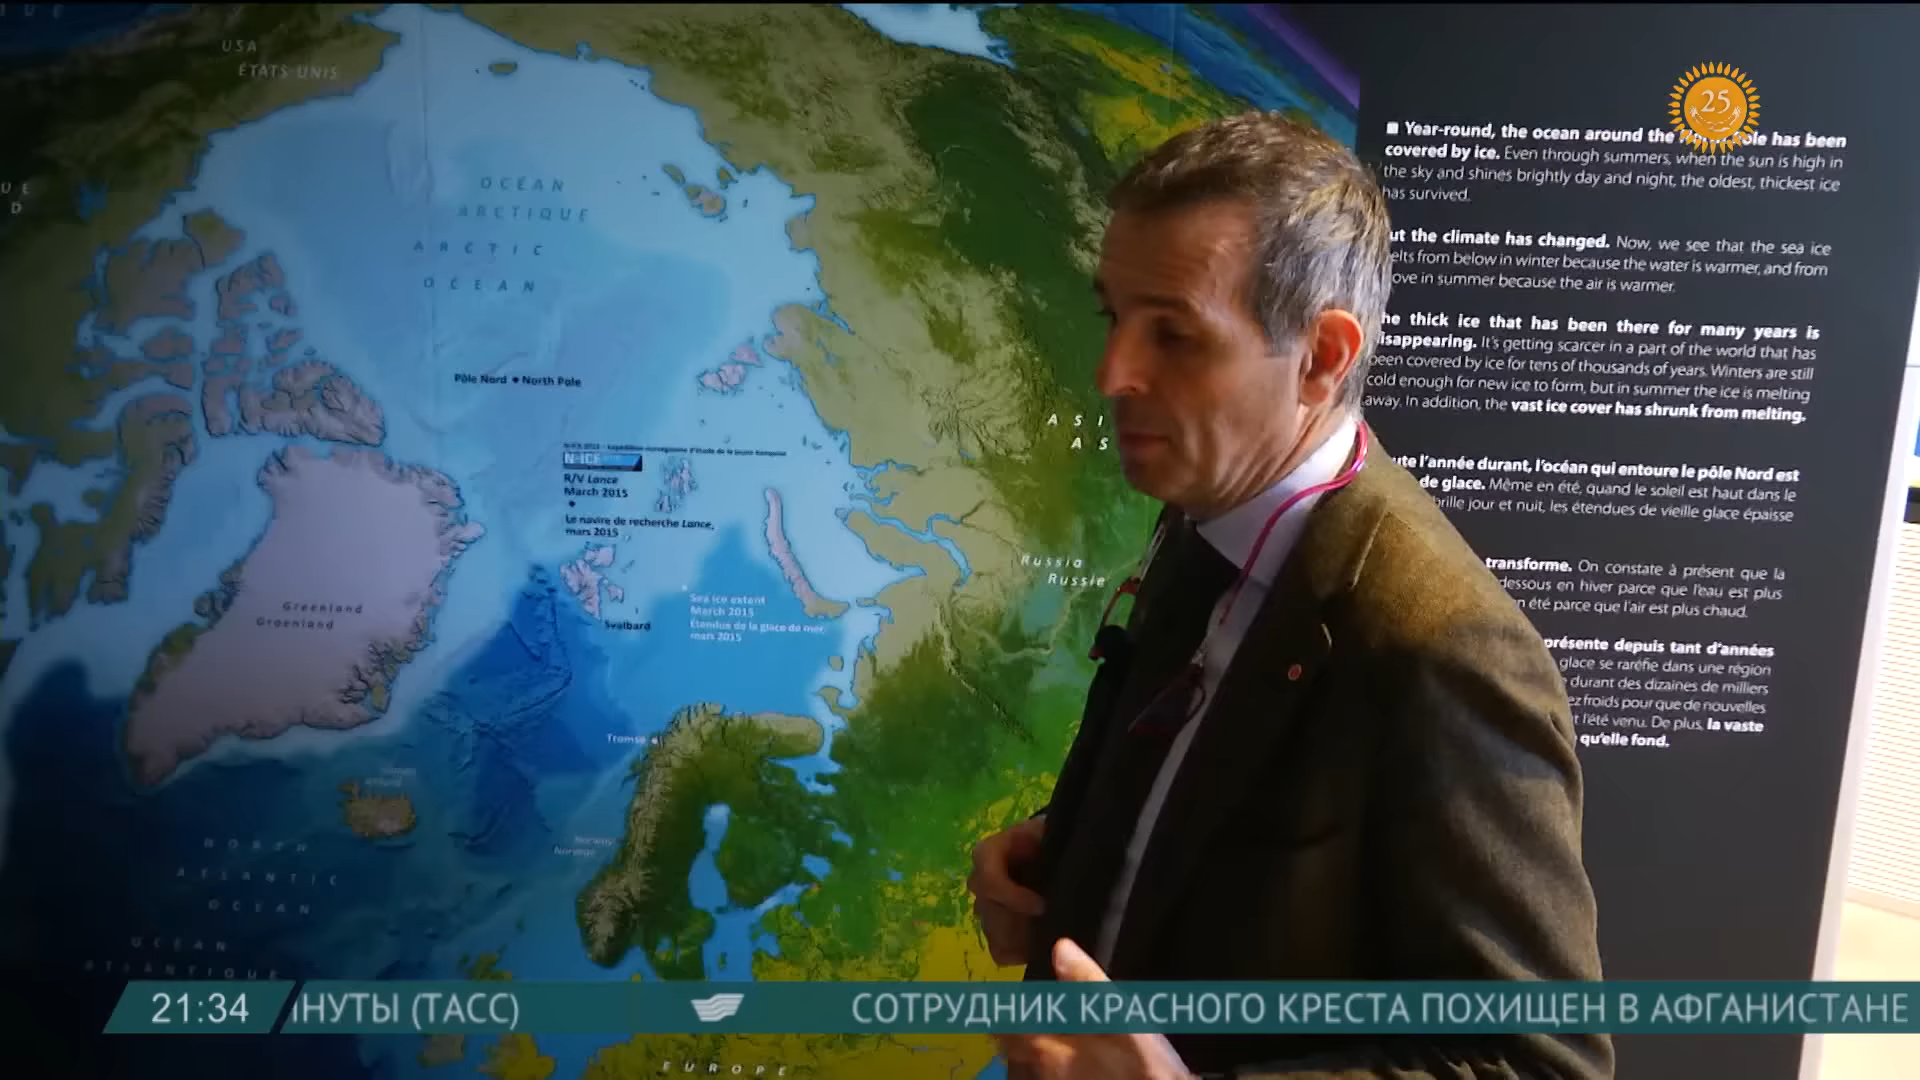 USA
ÉTATS-UNIS
OCÉAN
ARCTIQUE
ARCTIC
OCEAN
Pôle Nord North Pole
N-ICE
R/V Lance
March 2015
Le navire de recherche Lance,
mars 2015
Svalbard
Sea ice extent
March 2015
Étendue de la glace de mer,
mars 2015
Greenland
Groenland
Tromsø
Norway
Norvège
Russia
Russie
ASI
AS
NORTH
ATLANTIC
OCEAN
OCÉAN
ATLANTIQUE
EUROPE
25
Year-round, the ocean around the has been
covered by ice. Even through summers, when the sun is high in
the sky and shines brightly day and night, the oldest, thickest ice
has survived.
ut the climate has changed. Now, we see that the sea ice
elts from below in winter because the water is warmer, and from
ove in summer because the air is warmer.
he thick ice that has been there for many years is
isappearing. It's getting scarcer in a part of the world that has
been covered by ice for tens of thousands of years. Winters are still
cold enough for new ice to form, but in summer the ice is melting
away. In addition, the vast ice cover has shrunk from melting.
ute l'année durant, l'océan qui entoure le pôle Nord est
de glace. Même en été, quand le soleil est haut dans le
brille jour et nuit, les étendues de vieille glace épaisse
transforme. On constate à présent que la
dessous en hiver parce que l'eau est plus
n été parce que l'air est plus chaud.
présente depuis tant d'années
glace se raréfie dans une région
durant des dizaines de milliers
ez froids pour que de nouvelles
t l'été venu. De plus, la vaste
qu'elle fond.
21:34 НУТЫ (ТАСС) СОТРУДНИК КРАСНОГО КРЕСТА ПОХИЩЕН В АФГАНИСТАНЕ